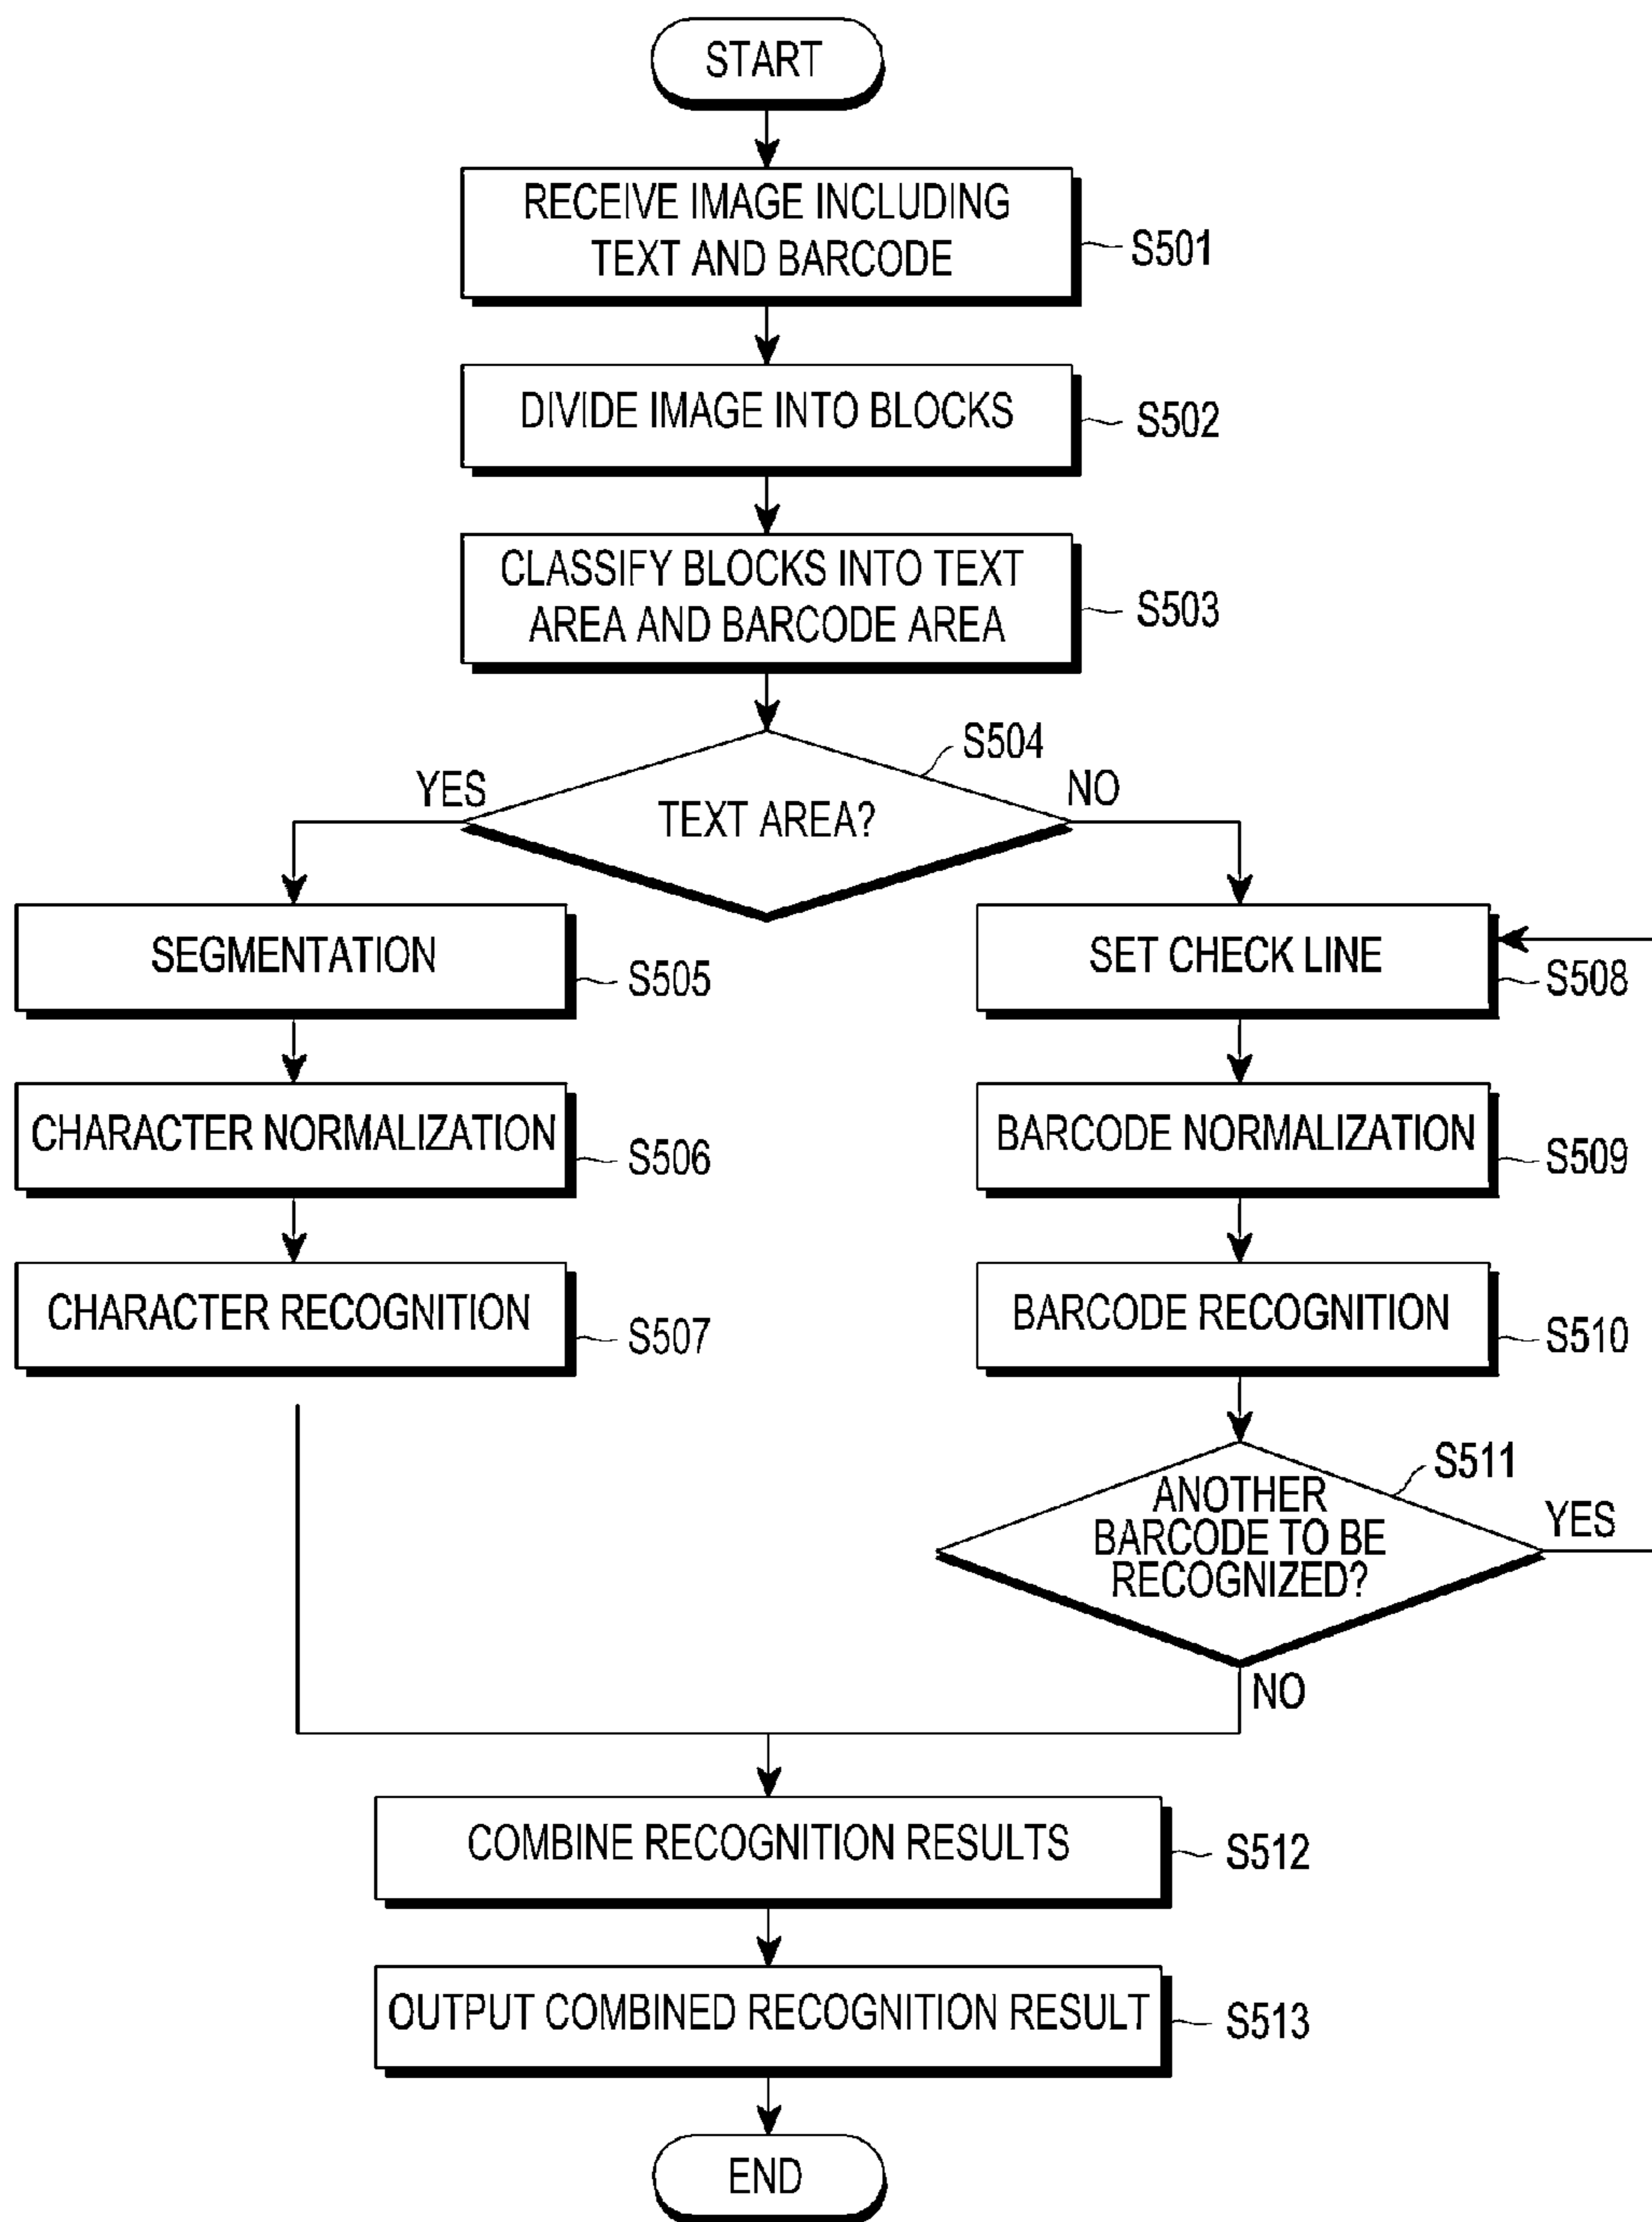 START
RECEIVE IMAGE INCLUDING
TEXT AND BARCODE
S501
DIVIDE IMAGE INTO BLOCKS
S502
CLASSIFY BLOCKS INTO TEXT
AREA AND BARCODE AREA
S503
S504
YES
NO
TEXT AREA?
SEGMENTATION
S505
CHARACTER NORMALIZATION
S506
CHARACTER RECOGNITION
S507
SET CHECK LINE
S508
BARCODE NORMALIZATION
S509
BARCODE RECOGNITION
S510
S511
ANOTHER
BARCODE TO BE
RECOGNIZED?
YES
NO
COMBINE RECOGNITION RESULTS
S512
OUTPUT COMBINED RECOGNITION RESULT
S513
END